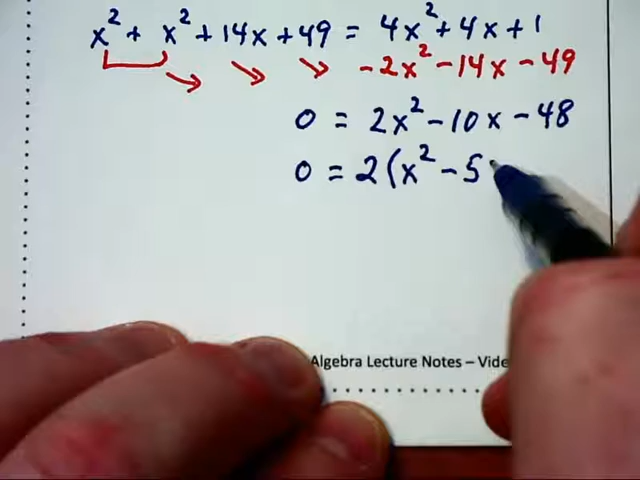 x² + x² + 14x + 49 = 4x² + 4x + 1
-2x² - 14x - 49
0 = 2x² - 10x - 48
0 = 2(x² - 5
Algebra Lecture Notes – Vide